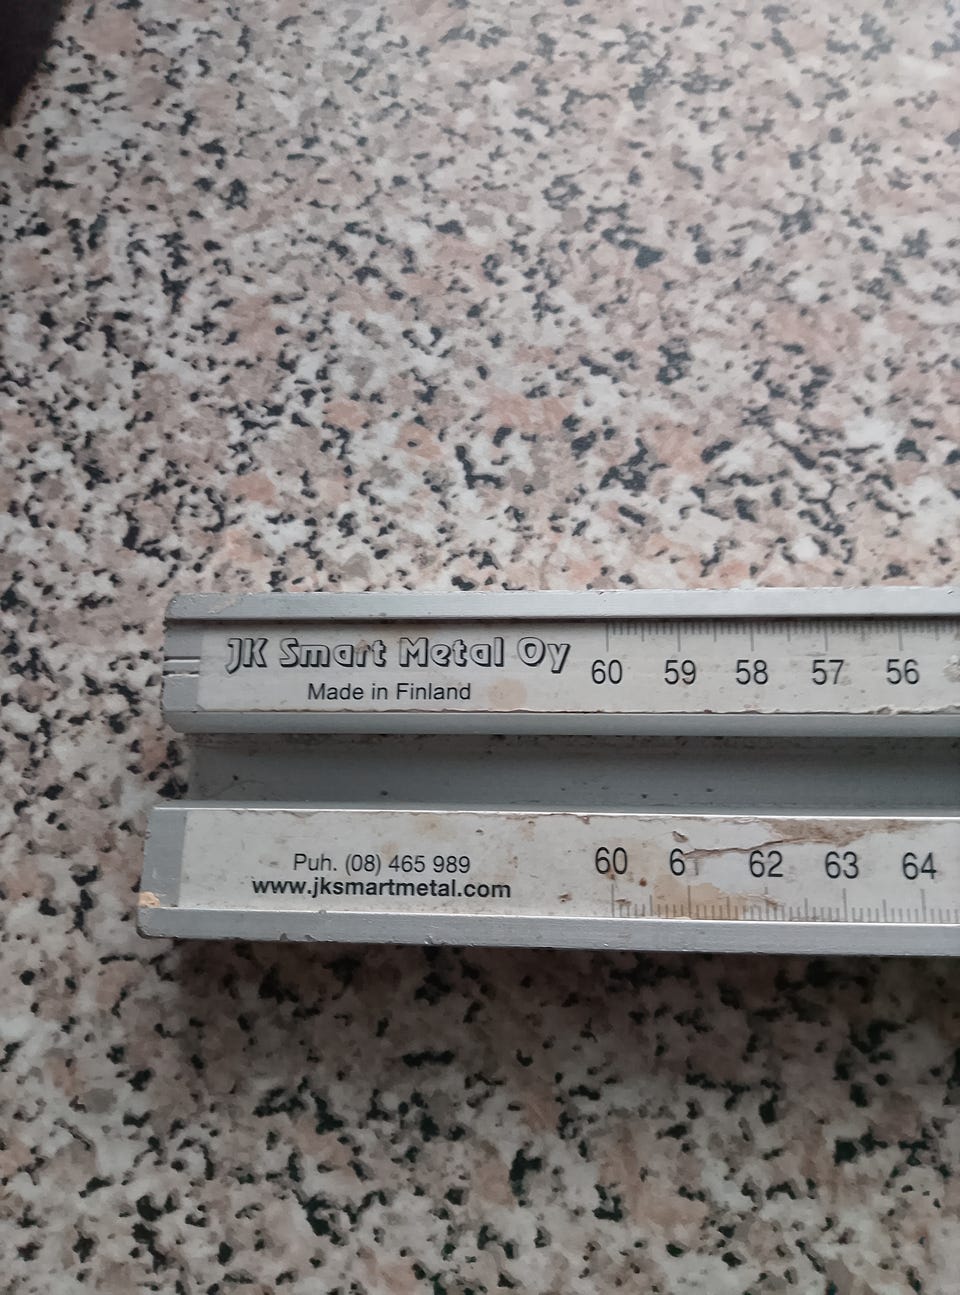 JK Smart Metal Oy
Made in Finland
60 59 58 57 56
Puh. (08) 465 989
www.jksmartmetal.com
60 6 62 63 64